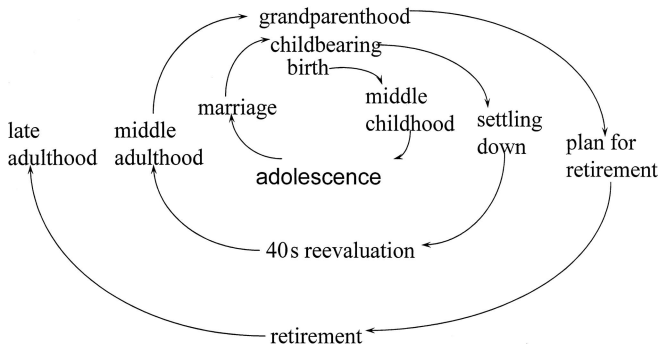 grandparenthood
childbearing
birth
marriage
middle
childhood
settling
down
late
adulthood
middle
adulthood
plan for
retirement
adolescence
40s reevaluation
retirement